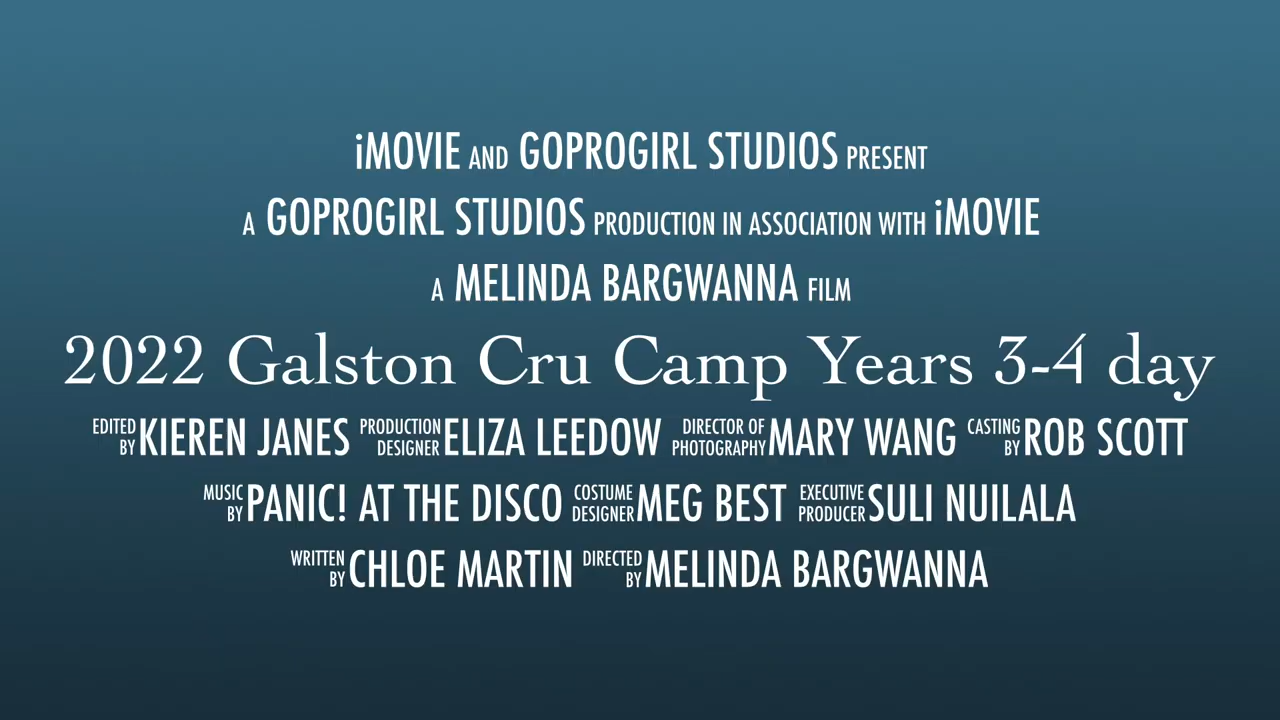 iMOVIE AND GOPROGIRL STUDIOS PRESENT
A GOPROGIRL STUDIOS PRODUCTION IN ASSOCIATION WITH iMOVIE
A MELINDA BARGWANNA FILM
2022 Galston Cru Camp Years 3-4 day
EDITED BY KIEREN JANES PRODUCTION DESIGNER ELIZA LEEDOW DIRECTOR OF PHOTOGRAPHY MARY WANG CASTING BY ROB SCOTT
MUSIC BY PANIC! AT THE DISCO COSTUME DESIGNER MEG BEST EXECUTIVE PRODUCER SULI NUILALA
WRITTEN BY CHLOE MARTIN DIRECTED BY MELINDA BARGWANNA